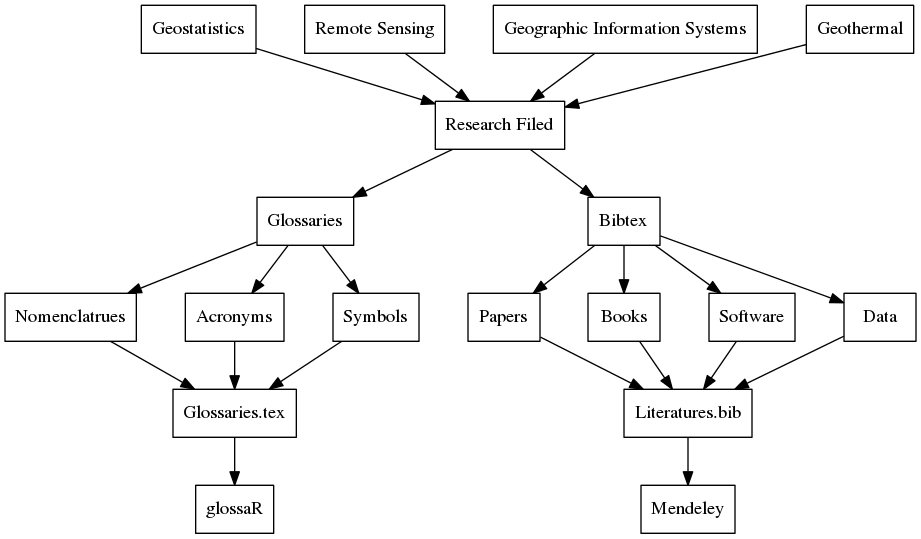 Geostatistics
Remote Sensing
Geographic Information Systems
Geothermal
Research Filed
Glossaries
Bibtex
Nomenclatrues
Acronyms
Symbols
Papers
Books
Software
Data
Glossaries.tex
Literatures.bib
glossaR
Mendeley